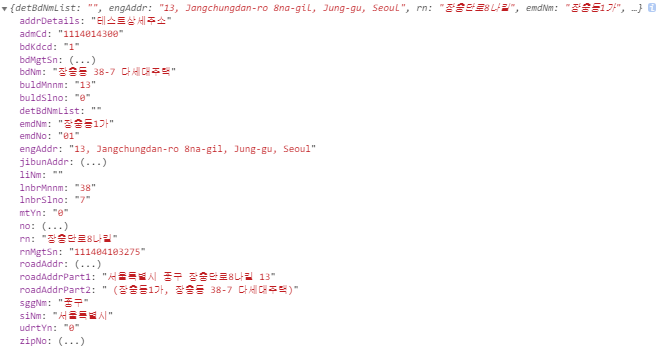 {detBdNmList: "", engAddr: "13, Jangchungdan-ro 8na-gil, Jung-gu, Seoul", rn: "장충단로8나길", emdNm: "장충동1가", …}
addrDetails: "테스트상세주소"
admCd: "1114014300"
bdKdcd: "1"
bdMgtSn: (...)
bdNm: "장충동 38-7 다세대주택"
buldMnnm: "13"
buldSlno: "0"
detBdNmList: ""
emdNm: "장충동1가"
emdNo: "01"
engAddr: "13, Jangchungdan-ro 8na-gil, Jung-gu, Seoul"
jibunAddr: (...)
liNm: ""
lnbrMnnm: "38"
lnbrSlno: "7"
mtYn: "0"
no: (...)
rn: "장충단로8나길"
rnMgtSn: "111404103275"
roadAddr: (...)
roadAddrPart1: "서울특별시 중구 장충단로8나길 13"
roadAddrPart2: " (장충동1가, 장충동 38-7 다세대주택)"
sggNm: "중구"
siNm: "서울특별시"
udrtYn: "0"
zipNo: (...)